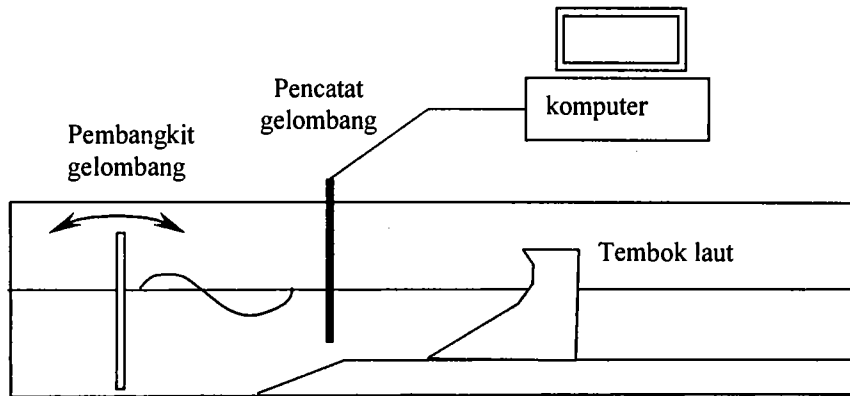 Pencatat
gelombang
komputer
Pembangkit
gelombang
Tembok laut